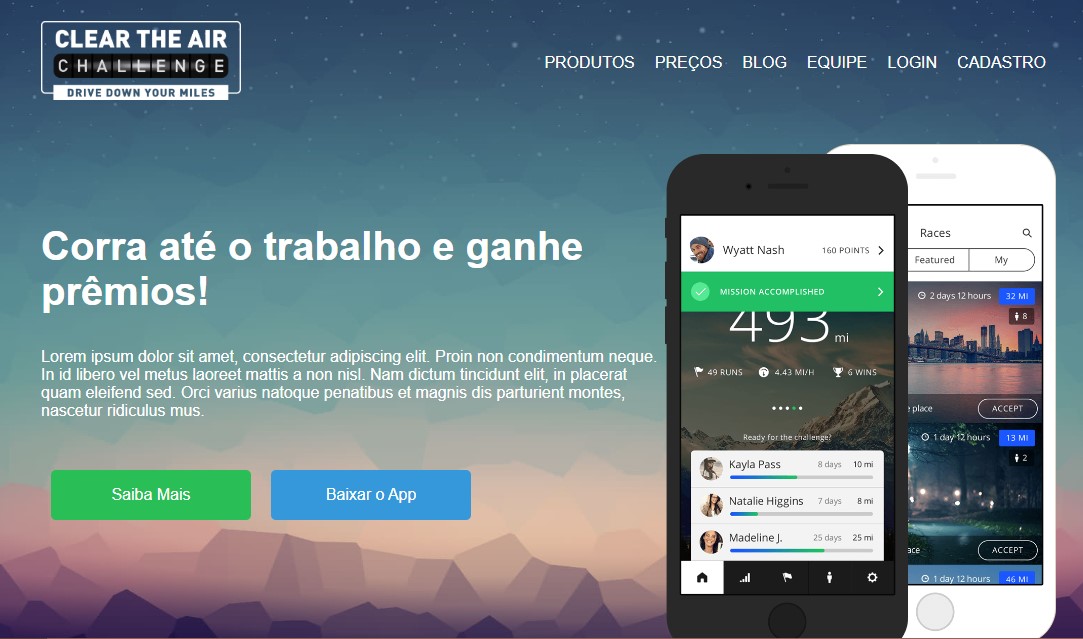 CLEAR THE AIR
CHALLENGE
DRIVE DOWN YOUR MILES
PRODUTOS PREÇOS BLOG EQUIPE LOGIN CADASTRO
Corra até o trabalho e ganhe
prêmios!
Lorem ipsum dolor sit amet, consectetur adipiscing elit. Proin non condimentum neque.
In id libero vel metus laoreet mattis a non nisl. Nam dictum tincidunt elit, in placerat
quam eleifend sed. Orci varius natoque penatibus et magnis dis parturient montes,
nascetur ridiculus mus.
Saiba Mais
Baixar o App
Wyatt Nash 160 POINTS
MISSION ACCOMPLISHED
493 mi
49 RUNS 4.43 MI/H 6 WINS
Ready for the challenge?
Kayla Pass 8 days 10 mi
Natalie Higgins 7 days 8 mi
Madeline J. 25 days 25 mi
Races
Featured My
2 days 12 hours 32 MI
8
place ACCEPT
1 day 12 hours 13 MI
2
ACCEPT
1 day 12 hours 46 MI